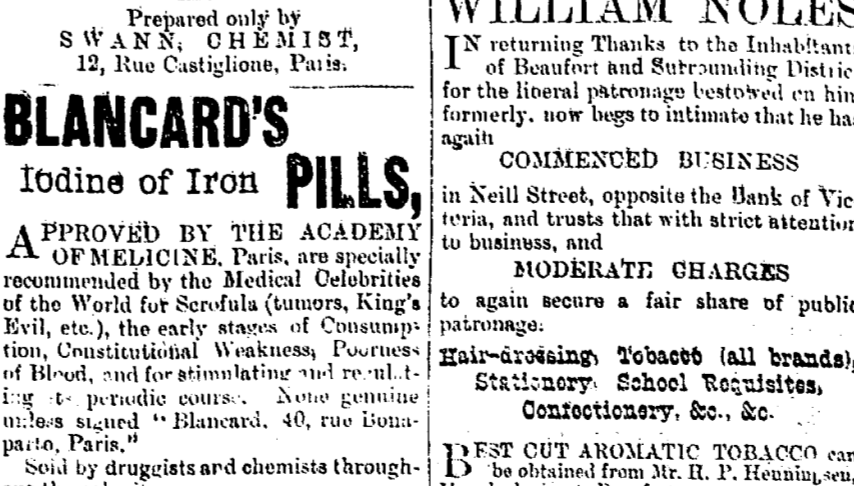 Prepared only by
SWANN, CHEMIST,
12, Rue Castiglione, Paris.
BLANCARD'S
Iodine of Iron PILLS,
APPROVED BY THE ACADEMY
OF MEDICINE, Paris, are specially
recommended by the Medical Celebrities
of the World for Scrofula (tumors, King's
Evil, etc.), the early stages of Consump-
tion, Constitutional Weakness, Poorness
of Blood, and for stimulating and regulat-
ing its periodic course. None genuine
unless signed "Blancard, 40, rue Bona-
parte, Paris."
Sold by druggists and chemists through-
WILLIAM NOLES
IN returning Thanks to the Inhabitant
of Beaufort and Surrounding Distric
for the liberal patronage bestowed on him
formerly, now begs to intimate that he ha
again
COMMENCED BUSINESS
in Neill Street, opposite the Bank of Vic
toria, and trusts that with strict attention
to business, and
MODERATE CHARGES
to again secure a fair share of public
patronage.
Hair-dressing, Tobacco (all brands),
Stationery, School Requisites,
Confectionery, &c., &c.
BEST CUT AROMATIC TOBACCO can
be obtained from Mr. H. P. Henningsen,